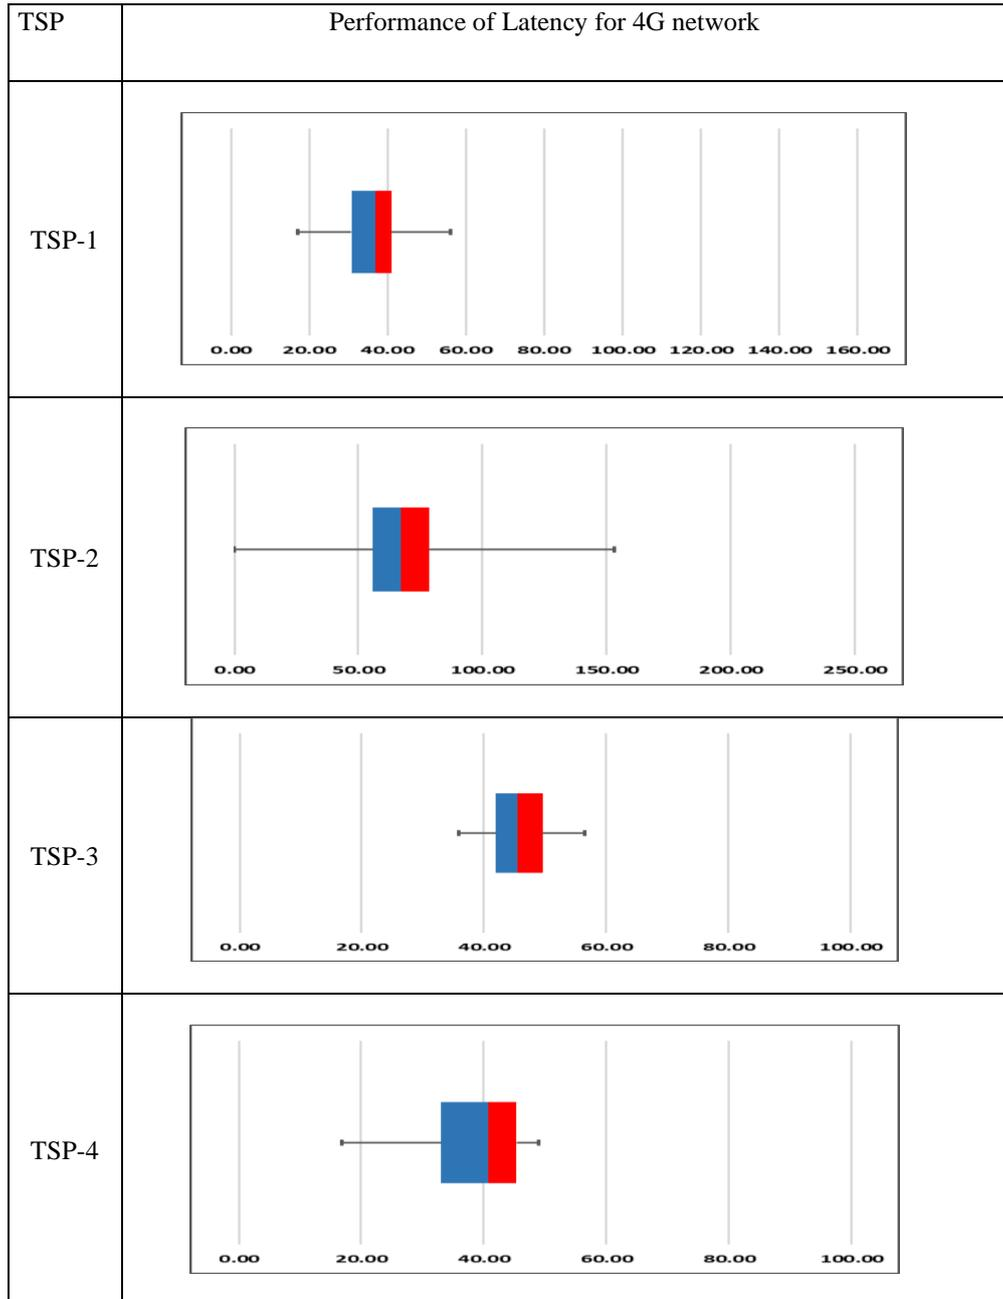 TSP Performance of Latency for 4G network
TSP-1
0.00 20.00 40.00 60.00 80.00 100.00 120.00 140.00 160.00
TSP-2
0.00 50.00 100.00 150.00 200.00 250.00
TSP-3
0.00 20.00 40.00 60.00 80.00 100.00
TSP-4
0.00 20.00 40.00 60.00 80.00 100.00